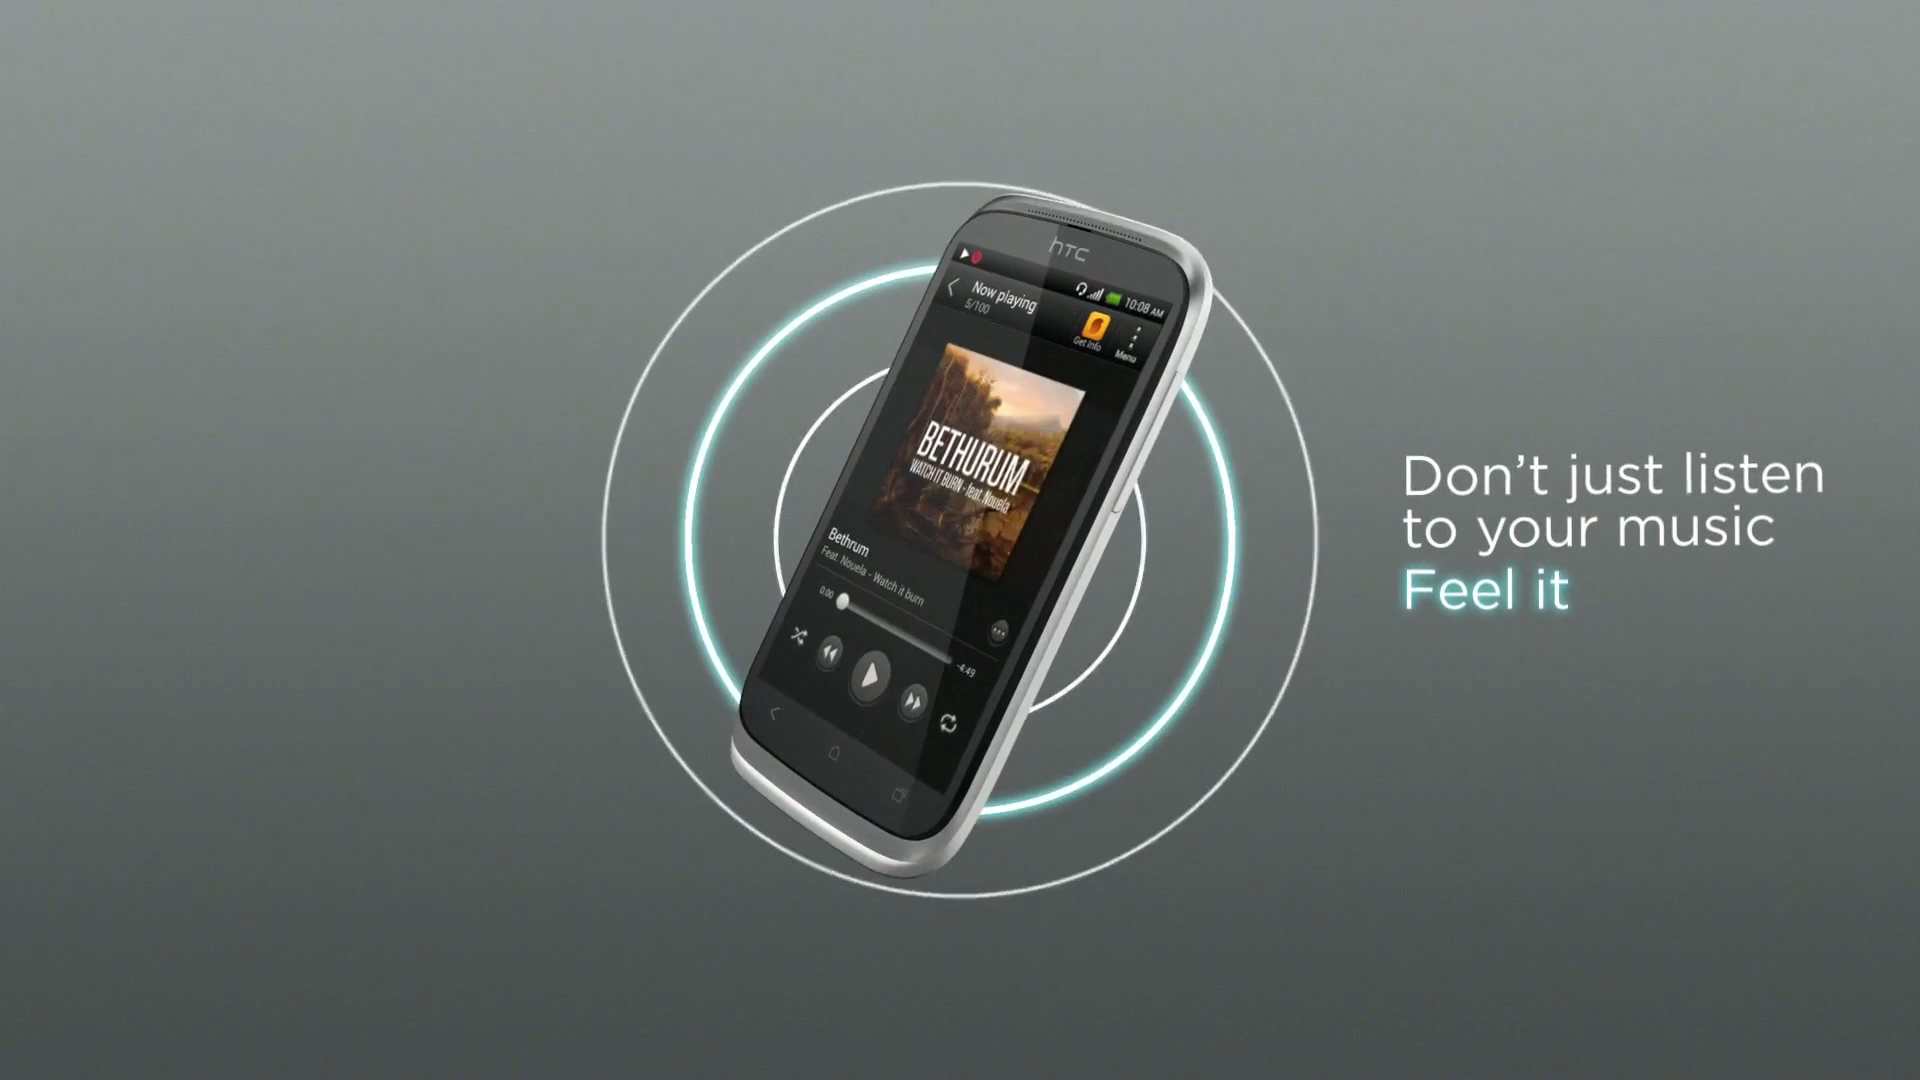 hTC
10:08 AM
Now playing
5/100
Get Info
Menu
BETHURUM
WATCH IT BURN - feat. Nouela
Bethrum
Feat. Nouela - Watch it burn
0:00
-4:49
Don't just listen
to your music
Feel it